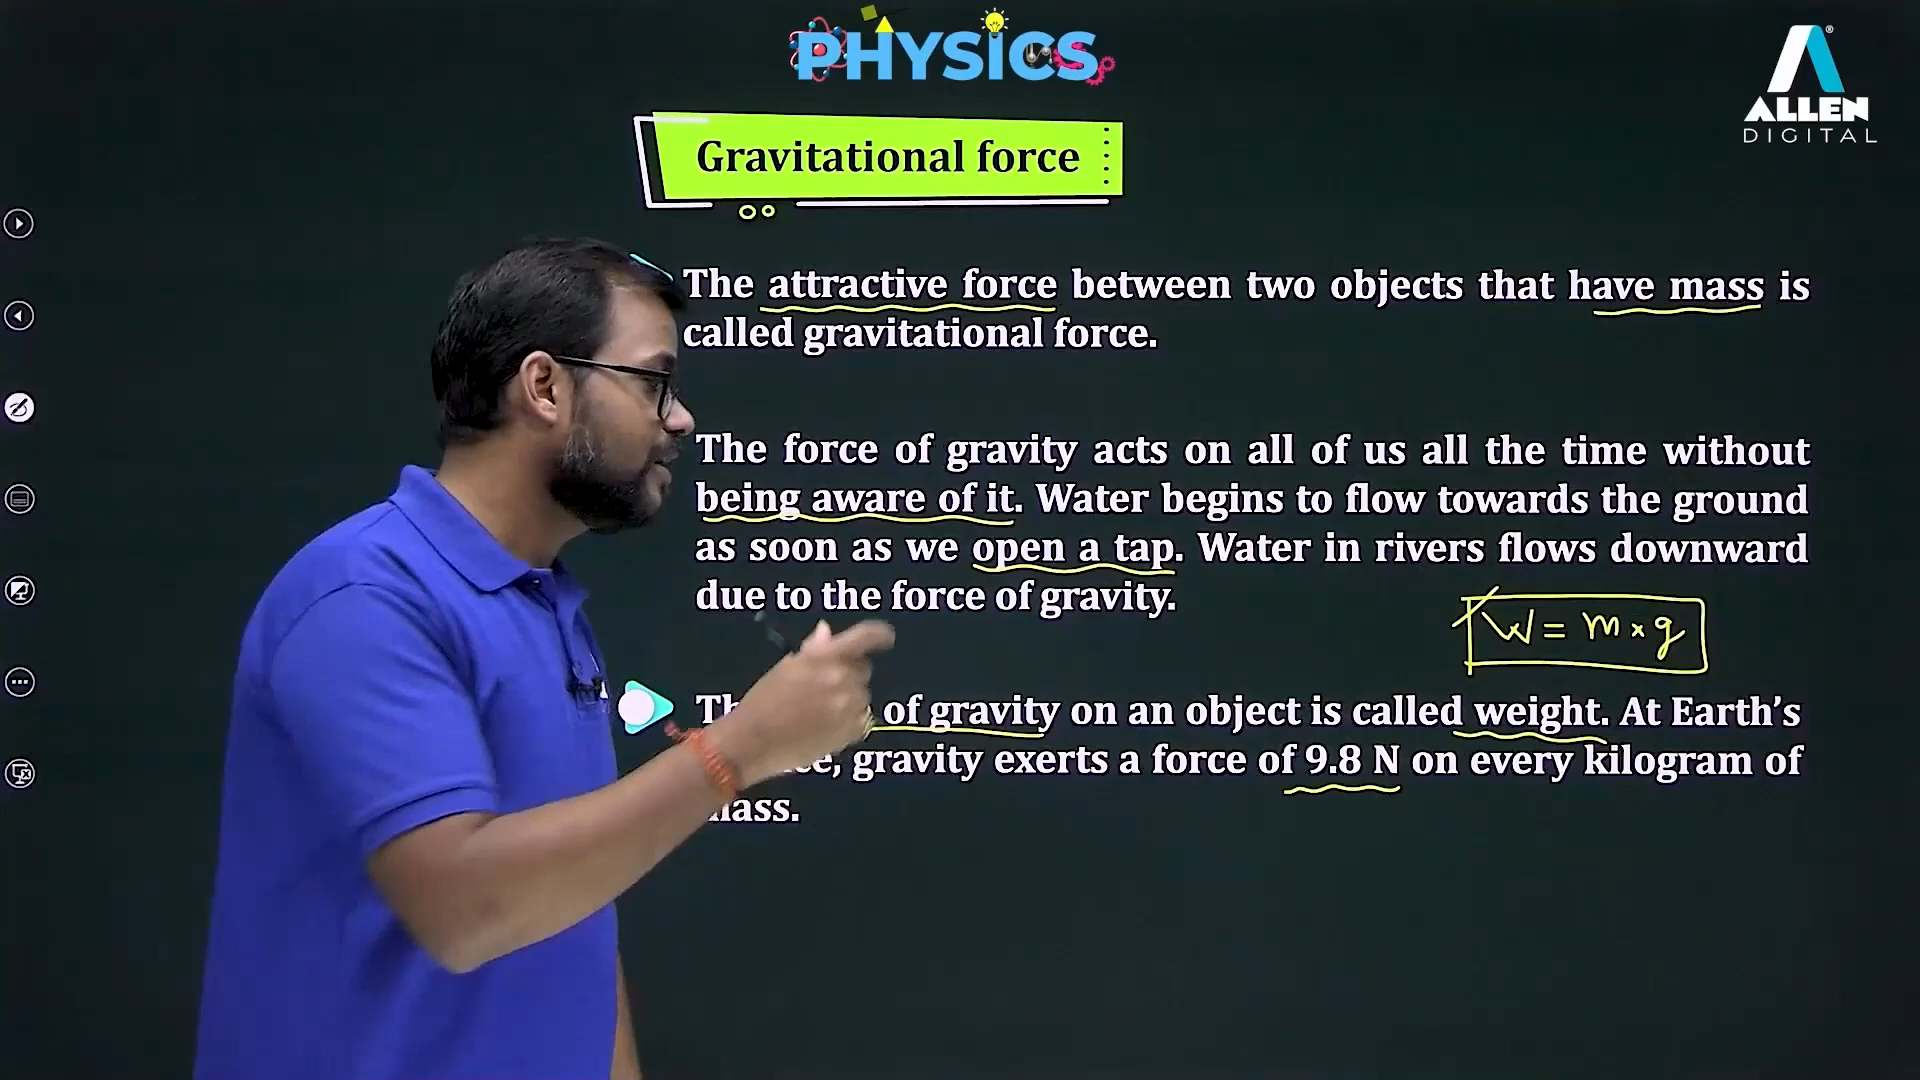 PHYSICS
ALLEN
DIGITAL
Gravitational force
The attractive force between two objects that have mass is
called gravitational force.
The force of gravity acts on all of us all the time without
being aware of it. Water begins to flow towards the ground
as soon as we open a tap. Water in rivers flows downward
due to the force of gravity.
W = m × g
of gravity on an object is called weight. At Earth's
gravity exerts a force of 9.8 N on every kilogram of